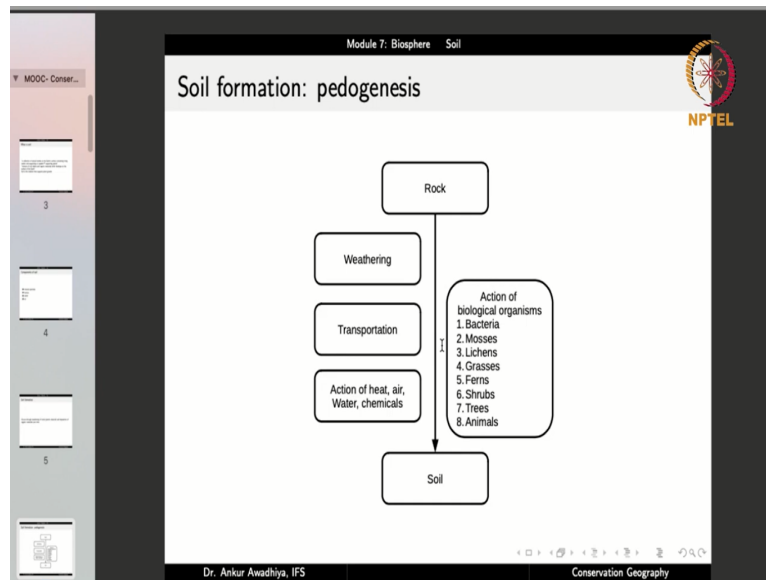 Module 7: Biosphere Soil
MOOC- Conser...
Soil formation: pedogenesis
NPTEL
Rock
Weathering
Transportation
Action of heat, air,
Water, chemicals
Action of
biological organisms
1. Bacteria
2. Mosses
3. Lichens
4. Grasses
5. Ferns
6. Shrubs
7. Trees
8. Animals
Soil
3
4
5
Dr. Ankur Awadhiya, IFS
Conservation Geography